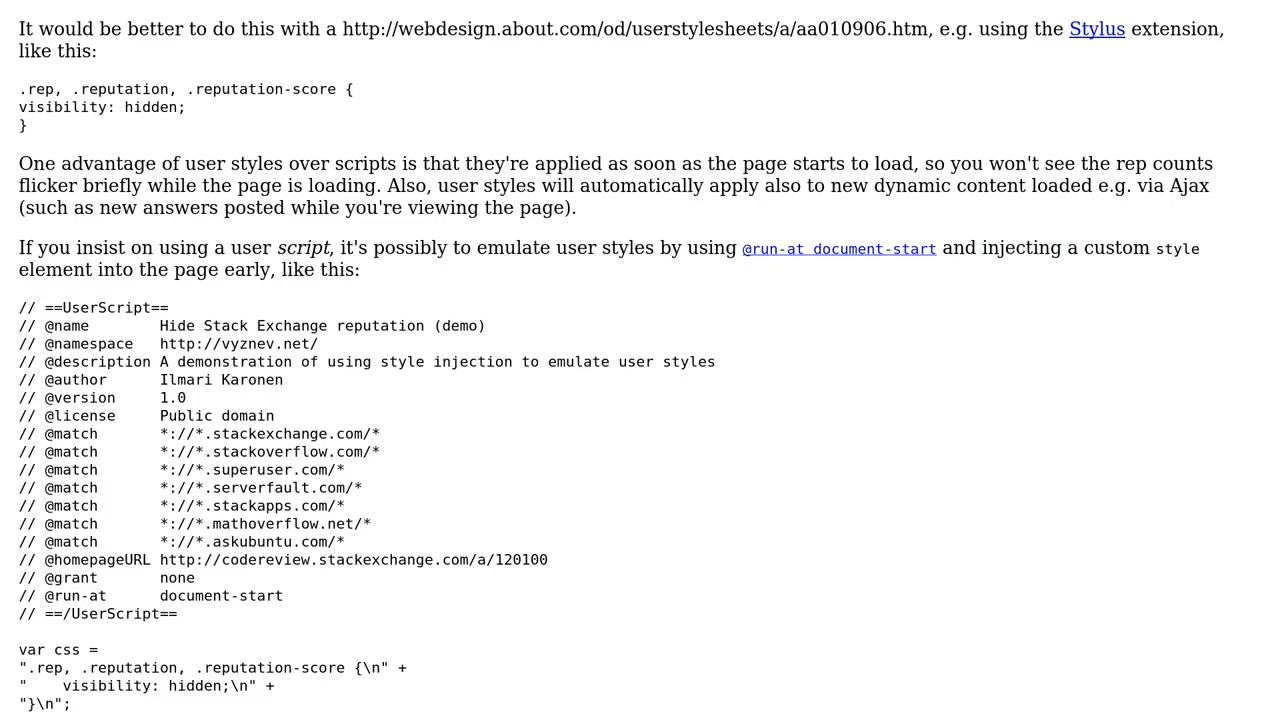 It would be better to do this with a http://webdesign.about.com/od/userstylesheets/a/aa010906.htm, e.g. using the Stylus extension,
like this:
.rep, .reputation, .reputation-score {
visibility: hidden;
}
One advantage of user styles over scripts is that they're applied as soon as the page starts to load, so you won't see the rep counts
flicker briefly while the page is loading. Also, user styles will automatically apply also to new dynamic content loaded e.g. via Ajax
(such as new answers posted while you're viewing the page).
If you insist on using a user script, it's possibly to emulate user styles by using @run-at document-start and injecting a custom style
element into the page early, like this:
// ==UserScript==
// @name        Hide Stack Exchange reputation (demo)
// @namespace   http://vyznev.net/
// @description A demonstration of using style injection to emulate user styles
// @author      Ilmari Karonen
// @version     1.0
// @license     Public domain
// @match       *://*.stackexchange.com/*
// @match       *://*.stackoverflow.com/*
// @match       *://*.superuser.com/*
// @match       *://*.serverfault.com/*
// @match       *://*.stackapps.com/*
// @match       *://*.mathoverflow.net/*
// @match       *://*.askubuntu.com/*
// @homepageURL http://codereview.stackexchange.com/a/120100
// @grant       none
// @run-at      document-start
// ==/UserScript==
var css =
".rep, .reputation, .reputation-score {\n" +
"    visibility: hidden;\n" +
"}\n";